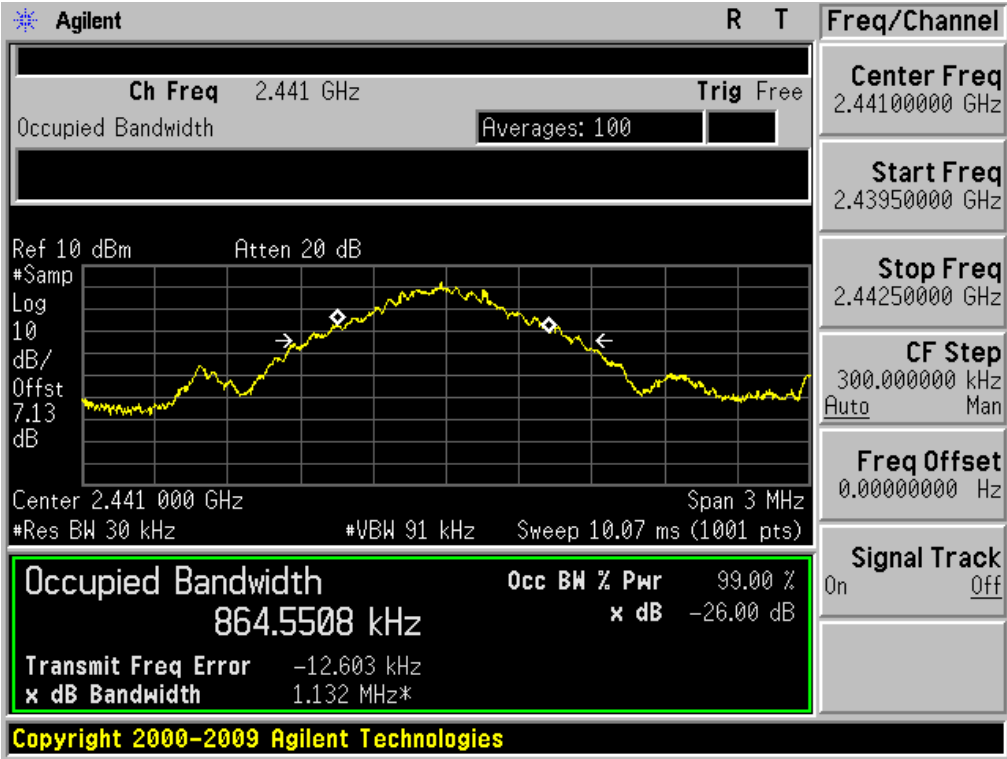 Agilent R T
Freq/Channel
Ch Freq 2.441 GHz Trig Free
Occupied Bandwidth Averages: 100
Ref 10 dBm Atten 20 dB
#Samp
Log
10
dB/
Offst
7.13
dB
Center 2.441 000 GHz Span 3 MHz
#Res BW 30 kHz #VBW 91 kHz Sweep 10.07 ms (1001 pts)
Occupied Bandwidth
864.5508 kHz
Occ BW % Pwr 99.00 %
x dB -26.00 dB
Transmit Freq Error -12.603 kHz
x dB Bandwidth 1.132 MHz*
Copyright 2000-2009 Agilent Technologies
Center Freq
2.44100000 GHz
Start Freq
2.43950000 GHz
Stop Freq
2.44250000 GHz
CF Step
300.000000 kHz
Auto Man
Freq Offset
0.00000000 Hz
Signal Track
On Off